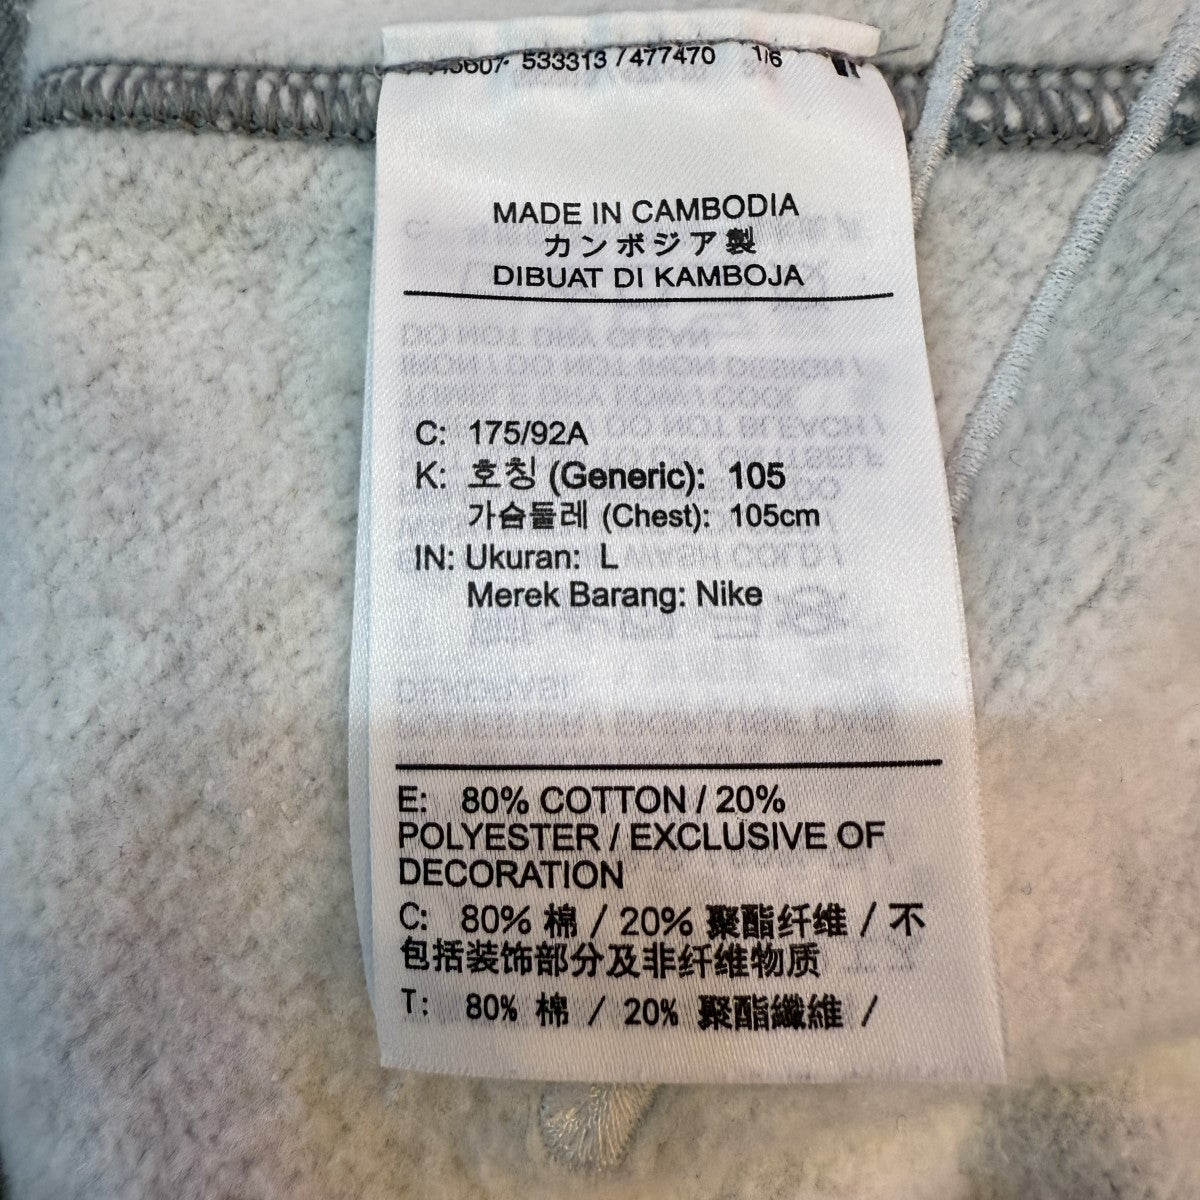 533313 / 477470 1/6
MADE IN CAMBODIA
カンボジア製
DIBUAT DI KAMBOJA
C: 175/92A
K: 호칭 (Generic): 105
가슴둘레 (Chest): 105cm
IN: Ukuran: L
Merek Barang: Nike
E: 80% COTTON / 20%
POLYESTER / EXCLUSIVE OF
DECORATION
C: 80% 棉 / 20% 聚酯纤维 / 不
包括装饰部分及非纤维物质
T: 80% 棉 / 20% 聚酯纖維 /